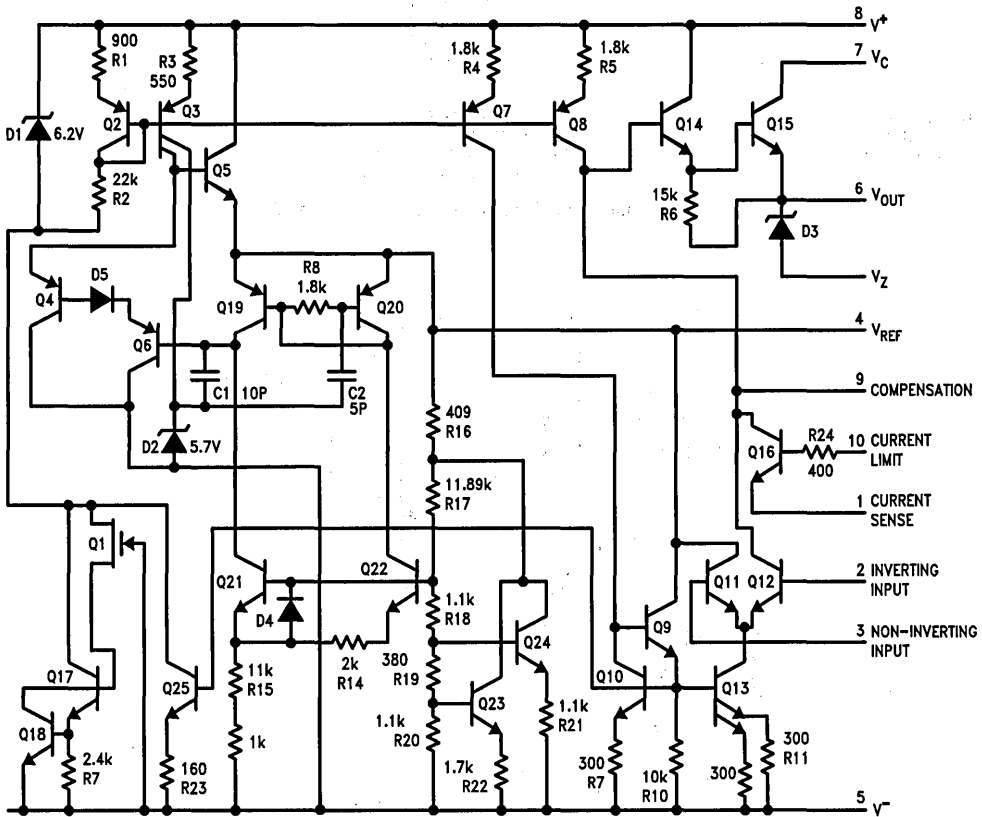 8 V+
7 VC
900
R1
R3
550
1.8k
R4
1.8k
R5
D1
6.2V
Q2
Q3
Q7
Q8
Q14
Q15
Q5
22k
R2
15k
R6
6 VOUT
D3
VZ
Q4
D5
Q6
R8
1.8k
Q19
Q20
4 VREF
C1 10P
C2
5P
409
R16
9 COMPENSATION
D2 5.7V
Q16
R24
400
10 CURRENT
LIMIT
11.89k
R17
1 CURRENT
SENSE
Q1
Q21
Q22
D4
1.1k
R18
Q11
Q12
2 INVERTING
INPUT
3 NON-INVERTING
INPUT
Q24
Q9
Q17
Q25
11k
R15
2k
R14
380
R19
Q23
Q10
Q13
Q18
2.4k
R7
160
R23
1k
1.1k
R20
1.7k
R22
1.1k
R21
300
R7
10k
R10
300
300
R11
5 V-